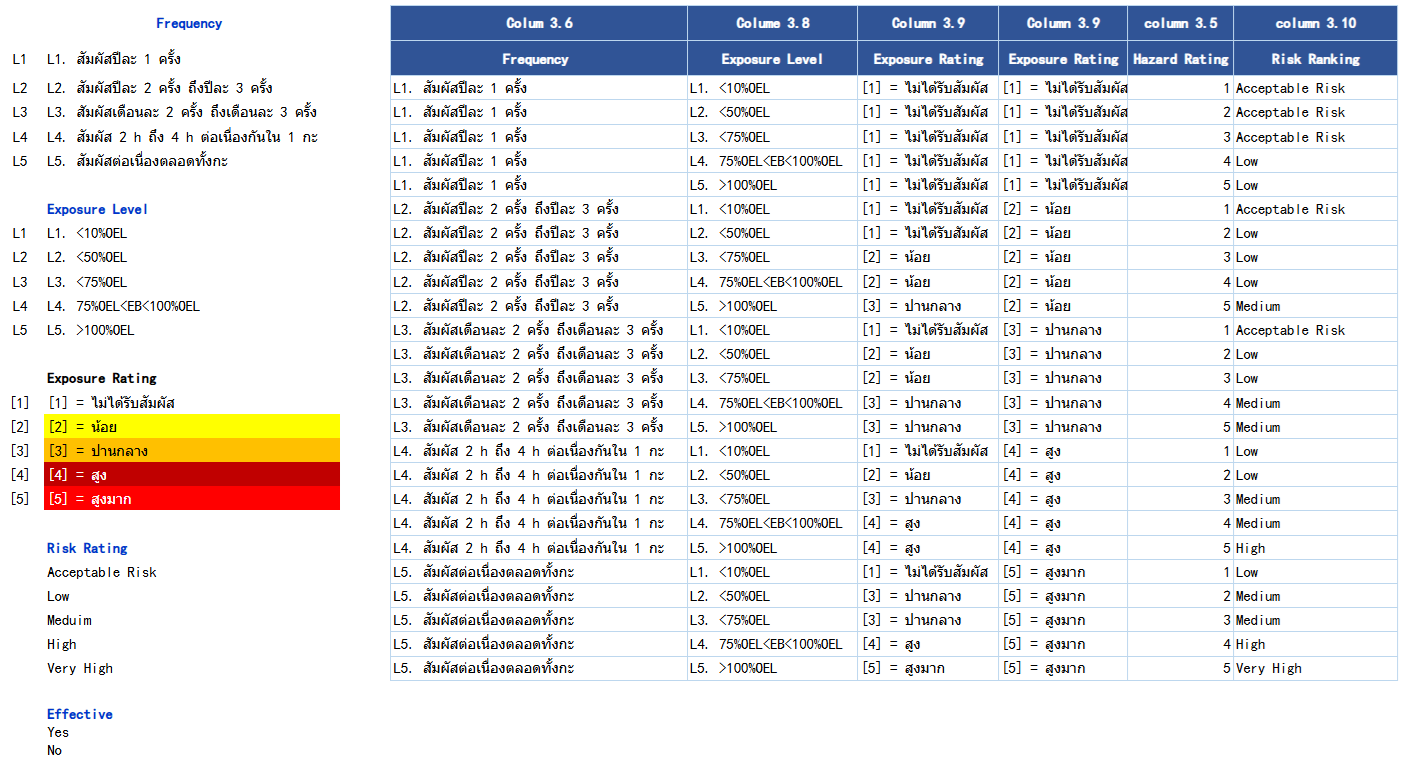 Frequency
L1 L1. สัมผัสปีละ 1 ครั้ง
L2 L2. สัมผัสปีละ 2 ครั้ง ถึงปีละ 3 ครั้ง
L3 L3. สัมผัสเดือนละ 2 ครั้ง ถึงเดือนละ 3 ครั้ง
L4 L4. สัมผัส 2 h ถึง 4 h ต่อเนื่องกันใน 1 กะ
L5 L5. สัมผัสต่อเนื่องตลอดทั้งกะ
Exposure Level
L1 L1. <10%OEL
L2 L2. <50%OEL
L3 L3. <75%OEL
L4 L4. 75%OEL<EB<100%OEL
L5 L5. >100%OEL
Exposure Rating
[1] [1] = ไม่ได้รับสัมผัส
[2] [2] = น้อย
[3] [3] = ปานกลาง
[4] [4] = สูง
[5] [5] = สูงมาก
Risk Rating
Acceptable Risk
Low
Meduim
High
Very High
Effective
Yes
No
Colum 3.6 Colume 3.8 Column 3.9 Column 3.9 column 3.5 column 3.10
Frequency Exposure Level Exposure Rating Exposure Rating Hazard Rating Risk Ranking
L1. สัมผัสปีละ 1 ครั้ง L1. <10%OEL [1] = ไม่ได้รับสัมผัส [1] = ไม่ได้รับสัมผัส 1 Acceptable Risk
L1. สัมผัสปีละ 1 ครั้ง L2. <50%OEL [1] = ไม่ได้รับสัมผัส [1] = ไม่ได้รับสัมผัส 2 Acceptable Risk
L1. สัมผัสปีละ 1 ครั้ง L3. <75%OEL [1] = ไม่ได้รับสัมผัส [1] = ไม่ได้รับสัมผัส 3 Acceptable Risk
L1. สัมผัสปีละ 1 ครั้ง L4. 75%OEL<EB<100%OEL [1] = ไม่ได้รับสัมผัส [1] = ไม่ได้รับสัมผัส 4 Low
L1. สัมผัสปีละ 1 ครั้ง L5. >100%OEL [1] = ไม่ได้รับสัมผัส [1] = ไม่ได้รับสัมผัส 5 Low
L2. สัมผัสปีละ 2 ครั้ง ถึงปีละ 3 ครั้ง L1. <10%OEL [1] = ไม่ได้รับสัมผัส [2] = น้อย 1 Acceptable Risk
L2. สัมผัสปีละ 2 ครั้ง ถึงปีละ 3 ครั้ง L2. <50%OEL [1] = ไม่ได้รับสัมผัส [2] = น้อย 2 Low
L2. สัมผัสปีละ 2 ครั้ง ถึงปีละ 3 ครั้ง L3. <75%OEL [2] = น้อย [2] = น้อย 3 Low
L2. สัมผัสปีละ 2 ครั้ง ถึงปีละ 3 ครั้ง L4. 75%OEL<EB<100%OEL [2] = น้อย [2] = น้อย 4 Low
L2. สัมผัสปีละ 2 ครั้ง ถึงปีละ 3 ครั้ง L5. >100%OEL [3] = ปานกลาง [2] = น้อย 5 Medium
L3. สัมผัสเดือนละ 2 ครั้ง ถึงเดือนละ 3 ครั้ง L1. <10%OEL [1] = ไม่ได้รับสัมผัส [3] = ปานกลาง 1 Acceptable Risk
L3. สัมผัสเดือนละ 2 ครั้ง ถึงเดือนละ 3 ครั้ง L2. <50%OEL [2] = น้อย [3] = ปานกลาง 2 Low
L3. สัมผัสเดือนละ 2 ครั้ง ถึงเดือนละ 3 ครั้ง L3. <75%OEL [2] = น้อย [3] = ปานกลาง 3 Low
L3. สัมผัสเดือนละ 2 ครั้ง ถึงเดือนละ 3 ครั้ง L4. 75%OEL<EB<100%OEL [3] = ปานกลาง [3] = ปานกลาง 4 Medium
L3. สัมผัสเดือนละ 2 ครั้ง ถึงเดือนละ 3 ครั้ง L5. >100%OEL [3] = ปานกลาง [3] = ปานกลาง 5 Medium
L4. สัมผัส 2 h ถึง 4 h ต่อเนื่องกันใน 1 กะ L1. <10%OEL [1] = ไม่ได้รับสัมผัส [4] = สูง 1 Low
L4. สัมผัส 2 h ถึง 4 h ต่อเนื่องกันใน 1 กะ L2. <50%OEL [2] = น้อย [4] = สูง 2 Low
L4. สัมผัส 2 h ถึง 4 h ต่อเนื่องกันใน 1 กะ L3. <75%OEL [3] = ปานกลาง [4] = สูง 3 Medium
L4. สัมผัส 2 h ถึง 4 h ต่อเนื่องกันใน 1 กะ L4. 75%OEL<EB<100%OEL [4] = สูง [4] = สูง 4 Medium
L4. สัมผัส 2 h ถึง 4 h ต่อเนื่องกันใน 1 กะ L5. >100%OEL [4] = สูง [4] = สูง 5 High
L5. สัมผัสต่อเนื่องตลอดทั้งกะ L1. <10%OEL [1] = ไม่ได้รับสัมผัส [5] = สูงมาก 1 Low
L5. สัมผัสต่อเนื่องตลอดทั้งกะ L2. <50%OEL [3] = ปานกลาง [5] = สูงมาก 2 Medium
L5. สัมผัสต่อเนื่องตลอดทั้งกะ L3. <75%OEL [3] = ปานกลาง [5] = สูงมาก 3 Medium
L5. สัมผัสต่อเนื่องตลอดทั้งกะ L4. 75%OEL<EB<100%OEL [4] = สูง [5] = สูงมาก 4 High
L5. สัมผัสต่อเนื่องตลอดทั้งกะ L5. >100%OEL [5] = สูงมาก [5] = สูงมาก 5 Very High